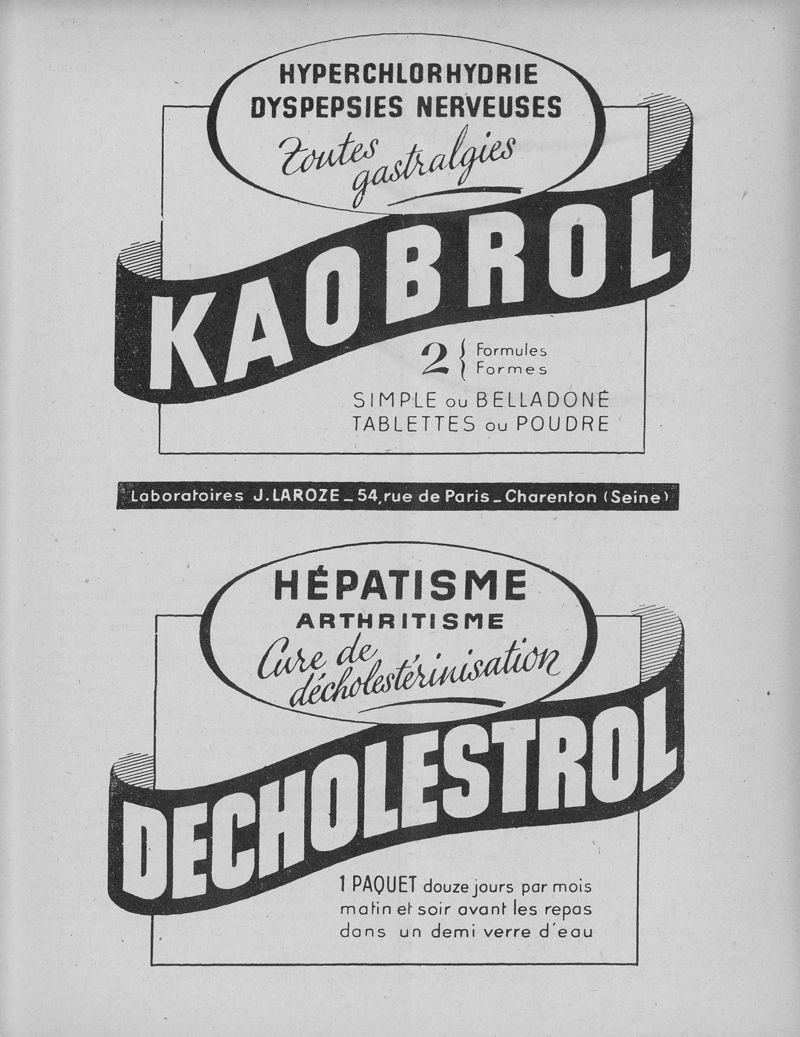 HYPERCHLORHYDRIE
DYSPEPSIES NERVEUSES
Toutes
gastralgies
KAOBROL
2 { Formules
Formes
SIMPLE ou BELLADONÉ
TABLETTES ou POUDRE
Laboratoires J. LAROZE _ 54, rue de Paris _ Charenton (Seine)
HÉPATISME
ARTHRITISME
Cure de
décholestérinisation
DECHOLESTROL
1 PAQUET douze jours par mois
matin et soir avant les repas
dans un demi verre d'eau